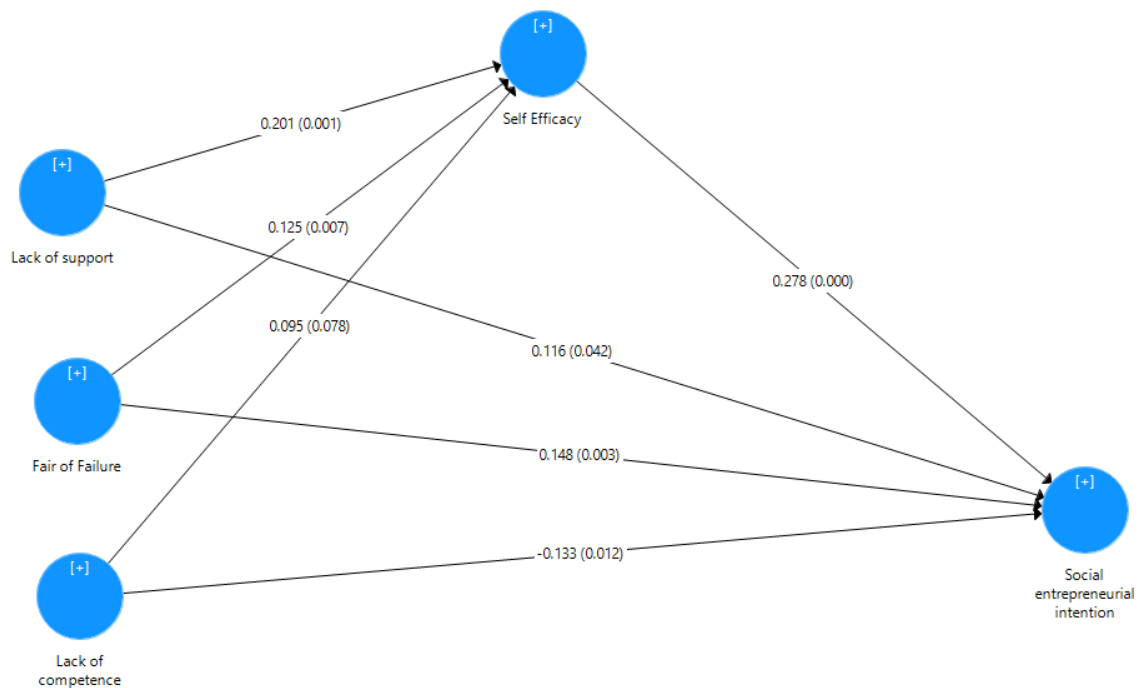 [+]
Self Efficacy
0.201 (0.001)
[+]
Lack of support
0.125 (0.007)
0.278 (0.000)
0.095 (0.078)
0.116 (0.042)
[+]
Fair of Failure
0.148 (0.003)
[+]
Social
entrepreneurial
intention
-0.133 (0.012)
[+]
Lack of
competence